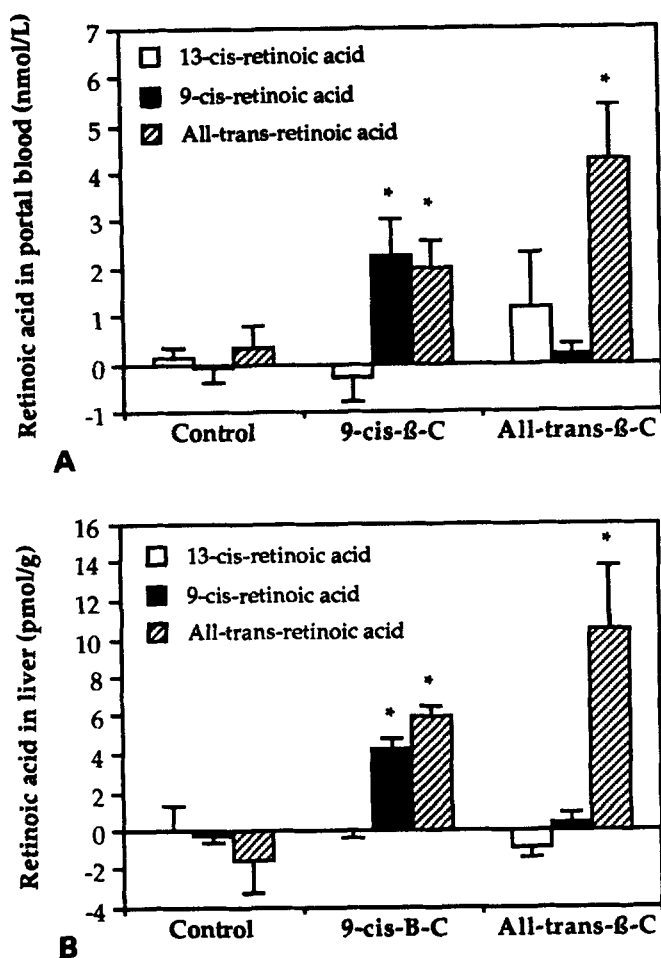 Retinoic acid in portal blood (nmol/L)
7
6
5
4
3
2
1
0
-1
13-cis-retinoic acid
9-cis-retinoic acid
All-trans-retinoic acid
*
*
*
Control
9-cis-ß-C
All-trans-ß-C
A
Retinoic acid in liver (pmol/g)
16
14
12
10
8
6
4
2
0
-2
-4
13-cis-retinoic acid
9-cis-retinoic acid
All-trans-retinoic acid
*
*
*
Control
9-cis-B-C
All-trans-ß-C
B